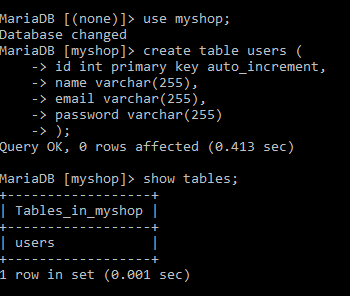 MariaDB [(none)]> use myshop;
Database changed
MariaDB [myshop]> create table users (
    -> id int primary key auto_increment,
    -> name varchar(255),
    -> email varchar(255),
    -> password varchar(255)
    -> );
Query OK, 0 rows affected (0.413 sec)

MariaDB [myshop]> show tables;
+------------------+
| Tables_in_myshop |
+------------------+
| users            |
+------------------+
1 row in set (0.001 sec)